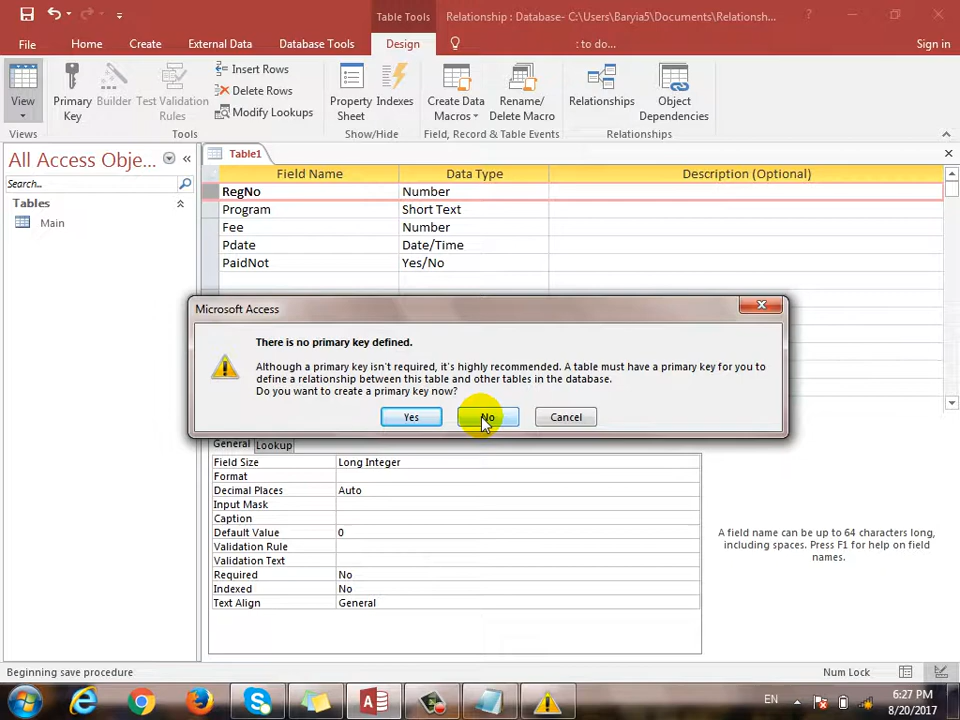 Table Tools
Relationship : Database- C:\Users\Baryia5\Documents\Relationsh...
?
File
Home
Create
External Data
Database Tools
Design
: to do...
Sign in
View
Primary Key
Builder
Test Validation Rules
Insert Rows
Delete Rows
Modify Lookups
Property Sheet
Indexes
Create Data Macros
Rename/ Delete Macro
Relationships
Object Dependencies
Views
Tools
Show/Hide
Field, Record & Table Events
Relationships
All Access Obje...
Search...
Tables
Main
Table1
Field Name Data Type Description (Optional)
RegNo Number
Program Short Text
Fee Number
Pdate Date/Time
PaidNot Yes/No
Microsoft Access
There is no primary key defined.
Although a primary key isn't required, it's highly recommended. A table must have a primary key for you to
define a relationship between this table and other tables in the database.
Do you want to create a primary key now?
Yes No Cancel
General Lookup
Field Size Long Integer
Format
Decimal Places Auto
Input Mask
Caption
Default Value 0
Validation Rule
Validation Text
Required No
Indexed No
Text Align General
A field name can be up to 64 characters long,
including spaces. Press F1 for help on field
names.
Beginning save procedure
Num Lock
EN
6:27 PM
8/20/2017